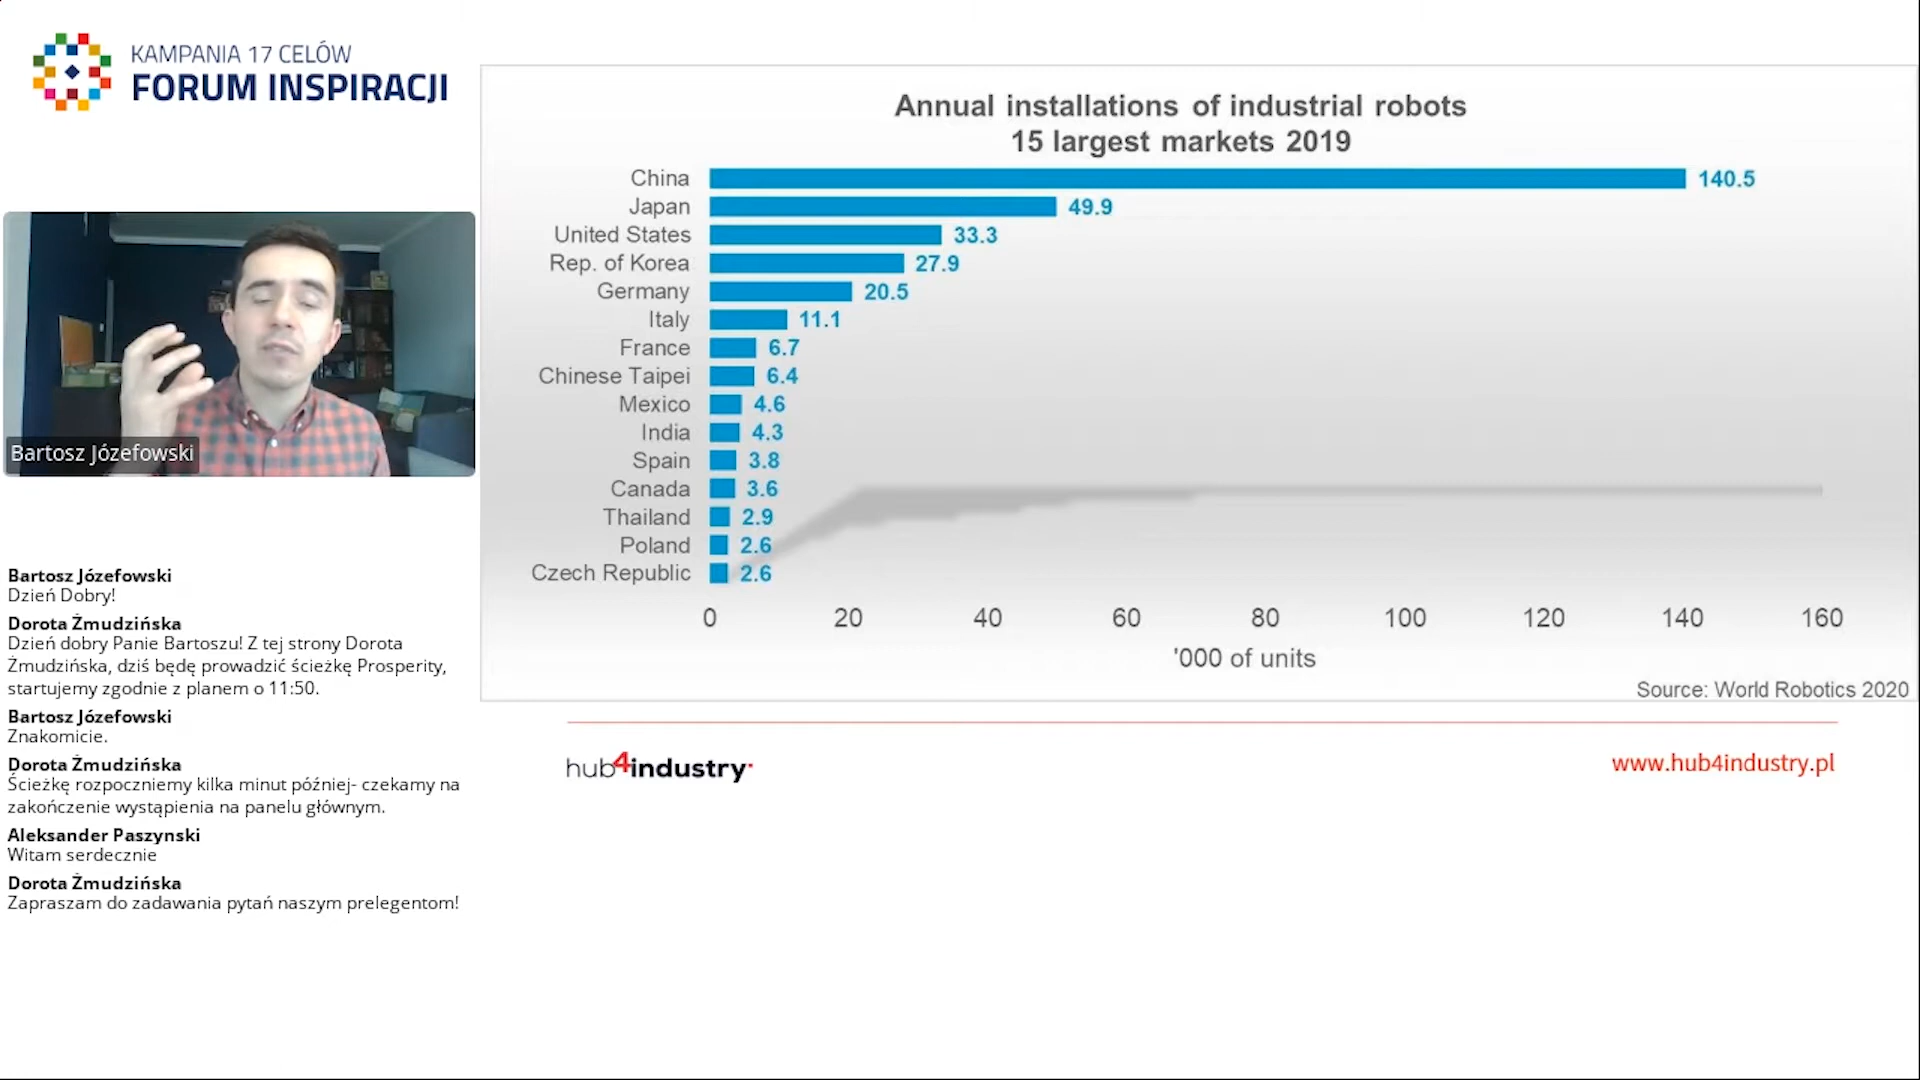 KAMPANIA 17 CELÓW
FORUM INSPIRACJI
Bartosz Józefowski
Bartosz Józefowski
Dzień Dobry!
Dorota Żmudzińska
Dzień dobry Panie Bartoszu! Z tej strony Dorota
Żmudzińska, dziś będę prowadzić ścieżkę Prosperity,
startujemy zgodnie z planem o 11:50.
Bartosz Józefowski
Znakomicie.
Dorota Żmudzińska
Ścieżkę rozpoczniemy kilka minut później- czekamy na
zakończenie wystąpienia na panelu głównym.
Aleksander Paszynski
Witam serdecznie
Dorota Żmudzińska
Zapraszam do zadawania pytań naszym prelegentom!
Annual installations of industrial robots
15 largest markets 2019
China 140.5
Japan 49.9
United States 33.3
Rep. of Korea 27.9
Germany 20.5
Italy 11.1
France 6.7
Chinese Taipei 6.4
Mexico 4.6
India 4.3
Spain 3.8
Canada 3.6
Thailand 2.9
Poland 2.6
Czech Republic 2.6
0 20 40 60 80 100 120 140 160
'000 of units
Source: World Robotics 2020
hub4industry
www.hub4industry.pl